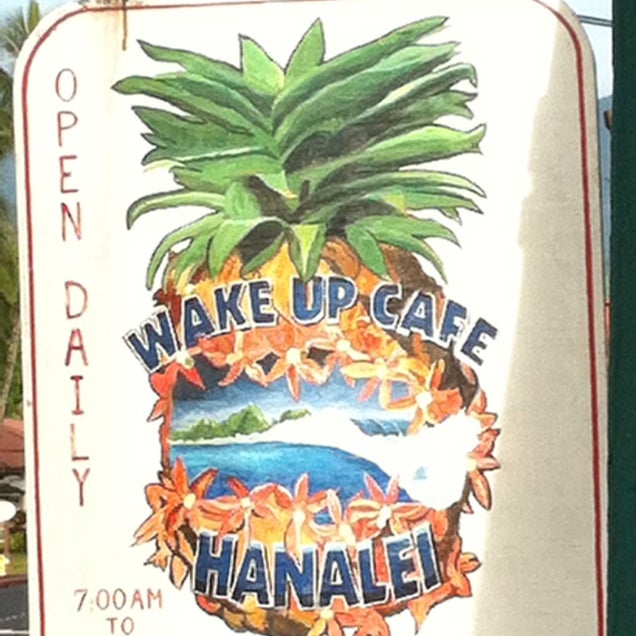 OPEN DAILY
WAKE UP CAFE
HANALEI
7:00AM
TO